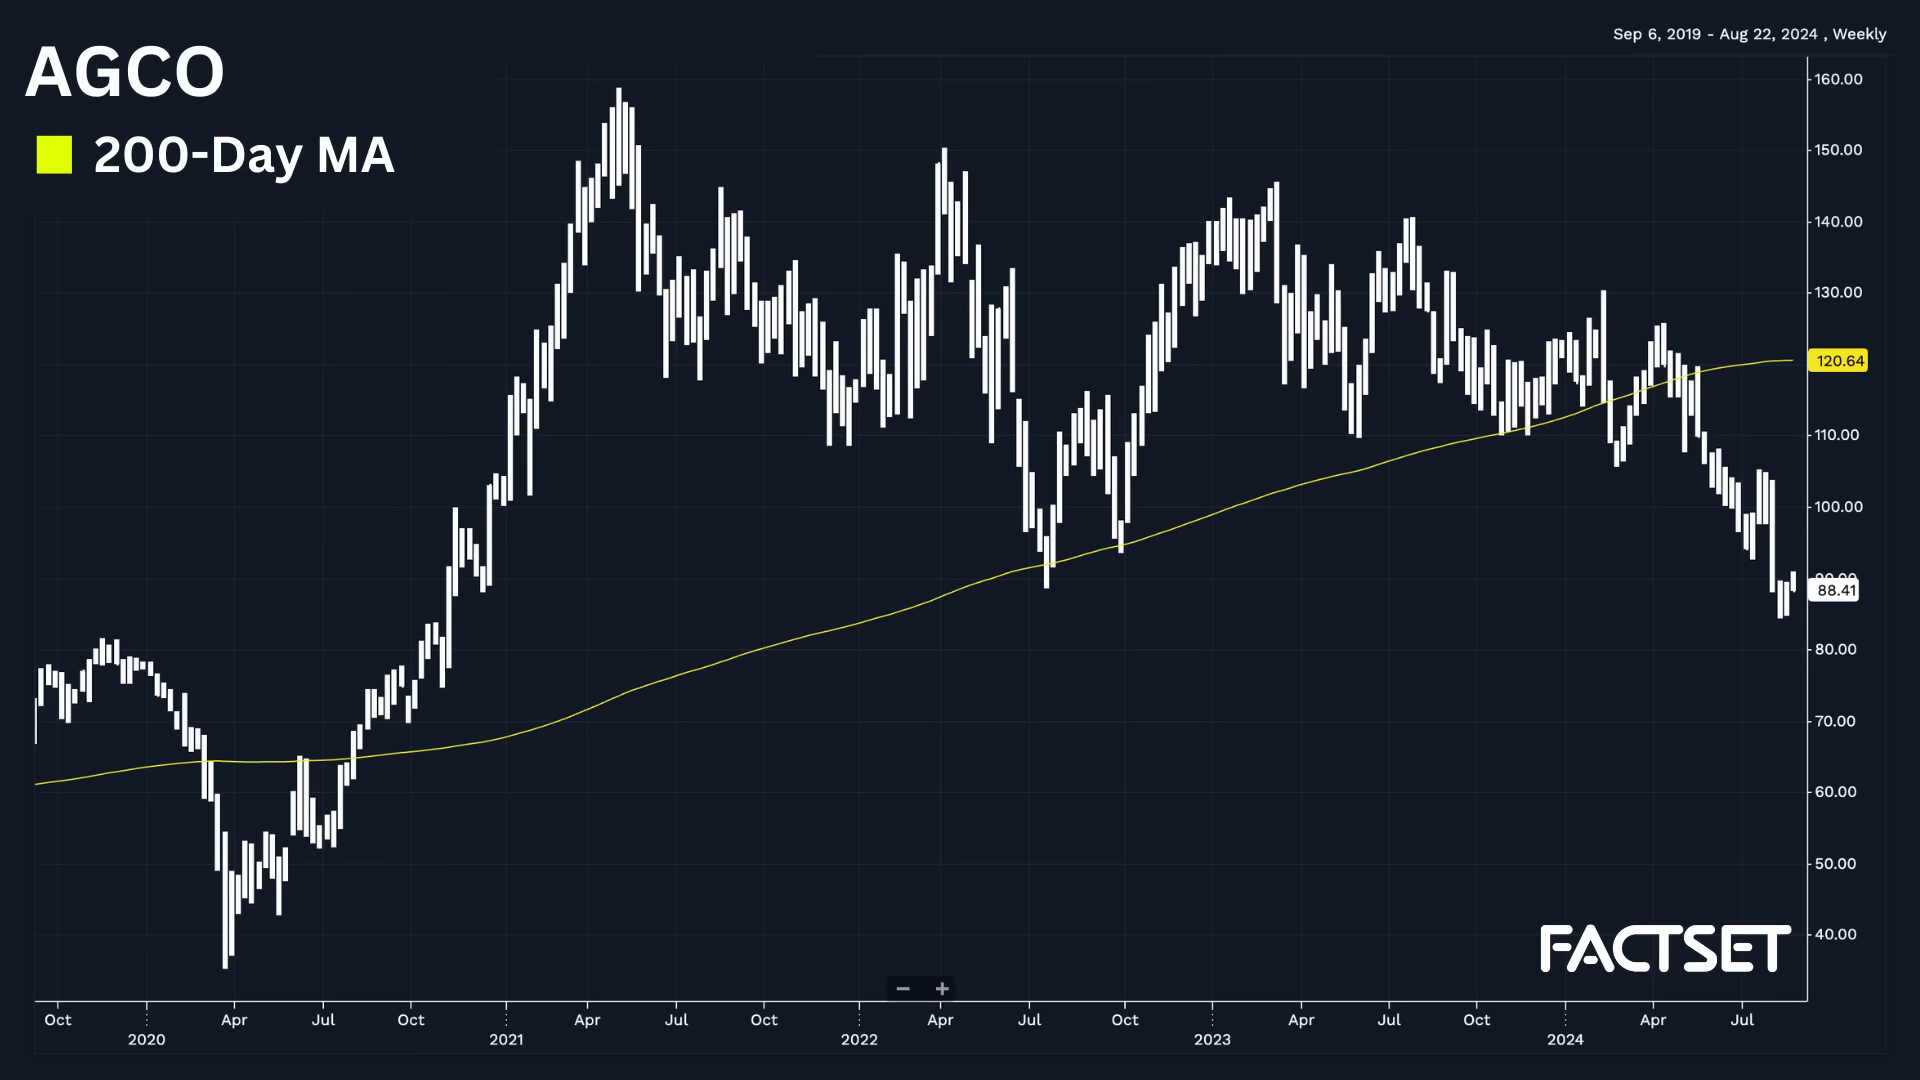 Sep 6, 2019 - Aug 22, 2024 , Weekly
AGCO
200-Day MA
160.00
150.00
140.00
130.00
120.64
110.00
100.00
90.00
88.41
80.00
70.00
60.00
50.00
40.00
FACTSET
− +
Oct Apr Jul Oct Apr Jul Oct Apr Jul Oct Apr Jul Oct Apr Jul
2020 2021 2022 2023 2024